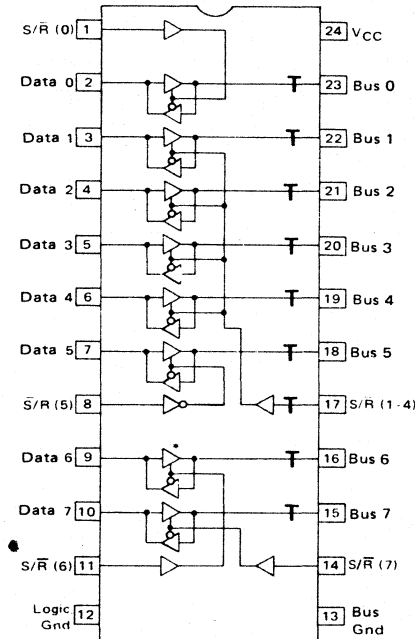 S/R̅ (0) 1
24 VCC
Data 0 2
23 Bus 0
Data 1 3
22 Bus 1
Data 2 4
21 Bus 2
Data 3 5
20 Bus 3
Data 4 6
19 Bus 4
Data 5 7
18 Bus 5
S̅/R (5) 8
17 S/R̅ (1-4)
Data 6 9
16 Bus 6
Data 7 10
15 Bus 7
S/R̅ (6) 11
14 S/R̅ (7)
Logic
Gnd 12
13 Bus
Gnd